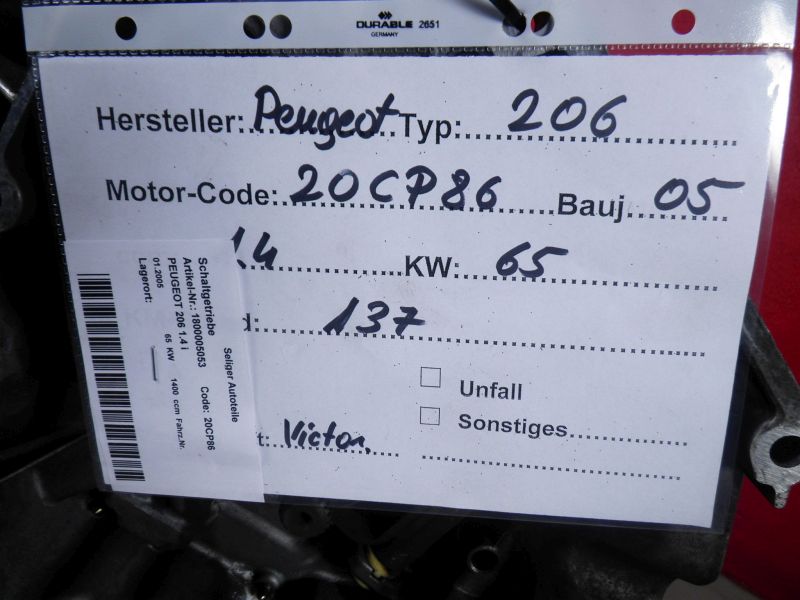 DURABLE 2651
GERMANY
Hersteller: Peugeot Typ: 206
Motor-Code: 20CP86 Bauj. 05
1.4 KW: 65
d: 137
Unfall
Sonstiges
t: Victor
Seliger Autoteile
Schaltgetriebe
Artikel-Nr.: 1800005053 Code: 20CP86
PEUGEOT 206 1.4 i
01.2005 65 KW 1400 ccm Fahrz.Nr.
Lagerort: